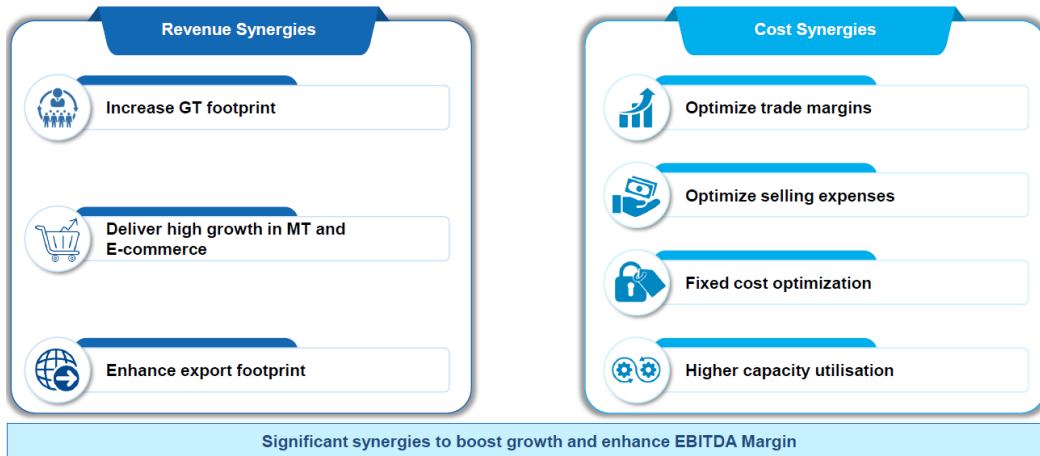 Revenue Synergies
Increase GT footprint
Deliver high growth in MT and
E-commerce
Enhance export footprint
Cost Synergies
Optimize trade margins
Optimize selling expenses
Fixed cost optimization
Higher capacity utilisation
Significant synergies to boost growth and enhance EBITDA Margin